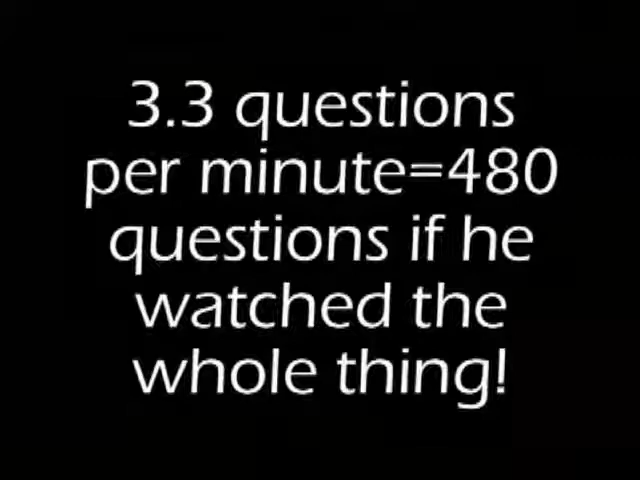 3.3 questions
per minute=480
questions if he
watched the
whole thing!